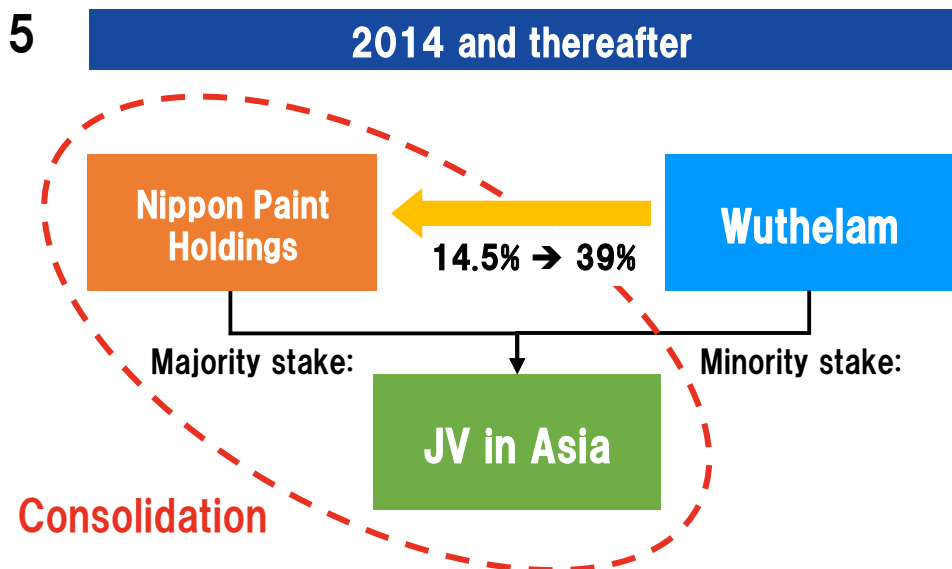 5
2014 and thereafter
Nippon Paint
Holdings
14.5% ➔ 39%
Wuthelam
Majority stake:
Minority stake:
JV in Asia
Consolidation